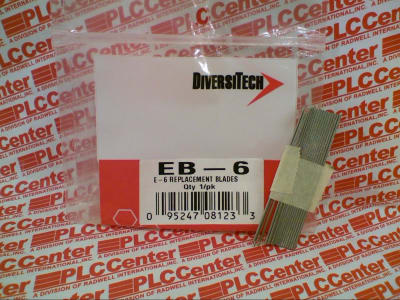 DIVERSITECH
EB-6
E-6 REPLACEMENT BLADES
Qty 1/pk
0 95247 08123 3
PLCCenter
A DIVISION OF RADWELL INTERNATIONAL, INC.